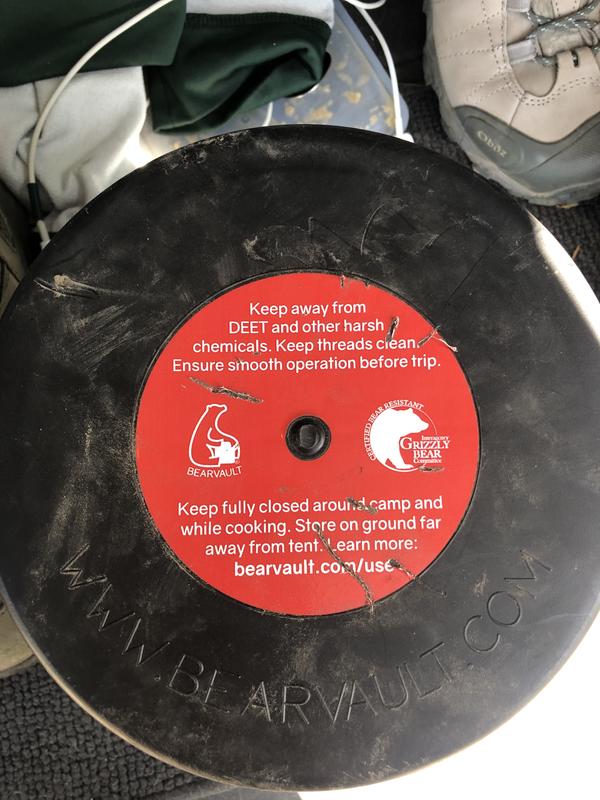 Oboz
Keep away from
DEET and other harsh
chemicals. Keep threads clean.
Ensure smooth operation before trip.
BEARVAULT
CERTIFIED BEAR RESISTANT
Interagency
GRIZZLY
BEAR
Committee
Keep fully closed around camp and
while cooking. Store on ground far
away from tent. Learn more:
bearvault.com/use
WWW.BEARVAULT.COM